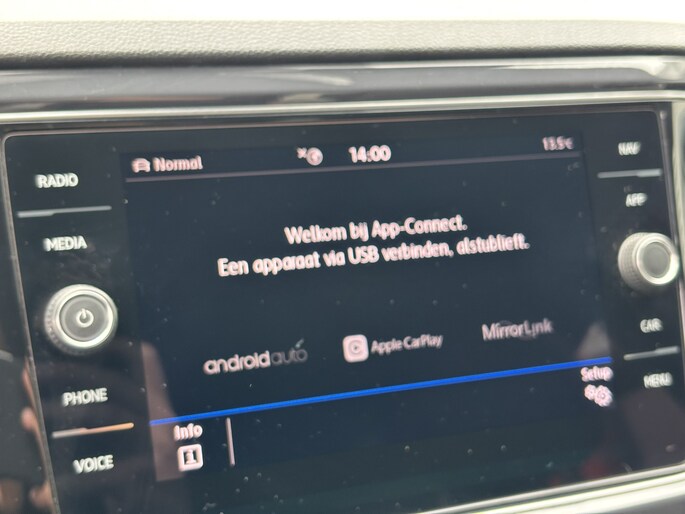 RADIO
Normal
14:00
13.5°C
NAV
MEDIA
APP
Welkom bij App-Connect.
Een apparaat via USB verbinden, alstublieft.
androidauto
Apple CarPlay
MirrorLink
CAR
PHONE
Setup
MENU
Info
VOICE